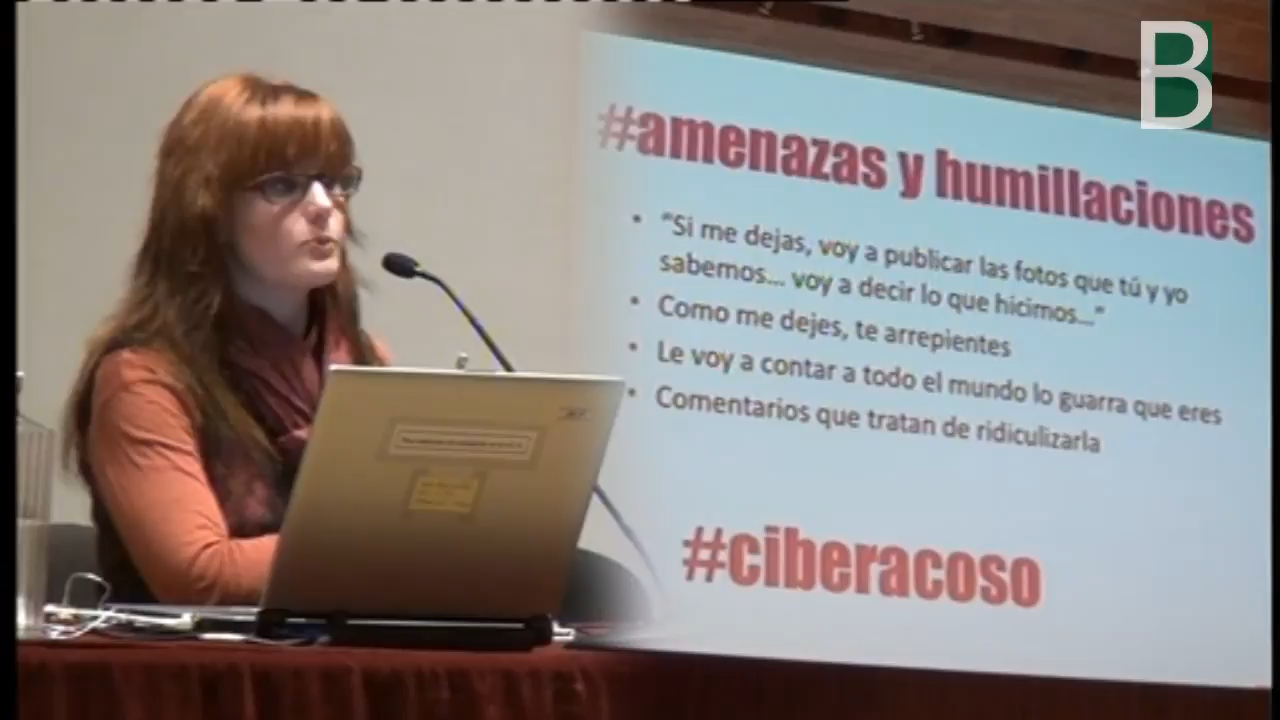 B
#amenazas y humillaciones
• "Si me dejas, voy a publicar las fotos que tú y yo
sabemos... voy a decir lo que hicimos..."
• Como me dejes, te arrepientes
• Le voy a contar a todo el mundo lo guarra que eres
• Comentarios que tratan de ridiculizarla
#ciberacoso